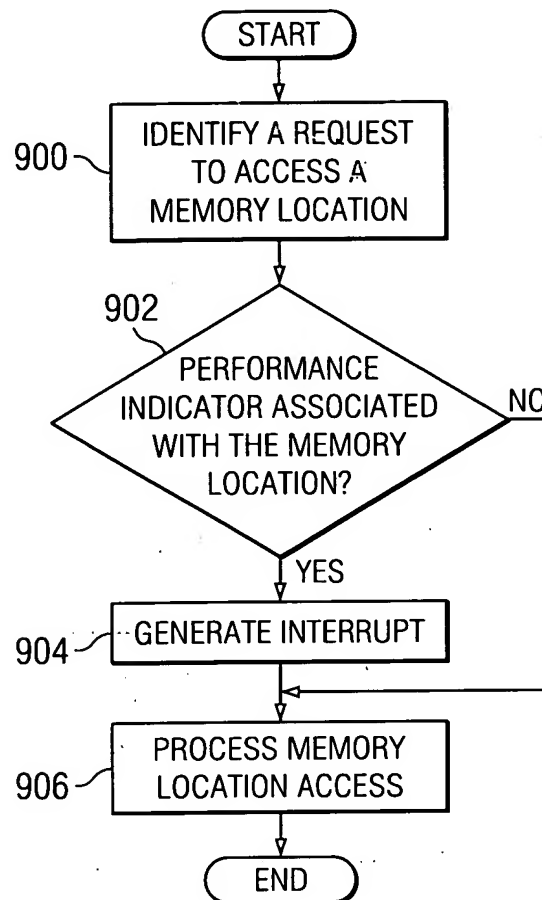 START
900
IDENTIFY A REQUEST
TO ACCESS A
MEMORY LOCATION
902
PERFORMANCE
INDICATOR ASSOCIATED
WITH THE MEMORY
LOCATION?
NO
YES
904
GENERATE INTERRUPT
906
PROCESS MEMORY
LOCATION ACCESS
END